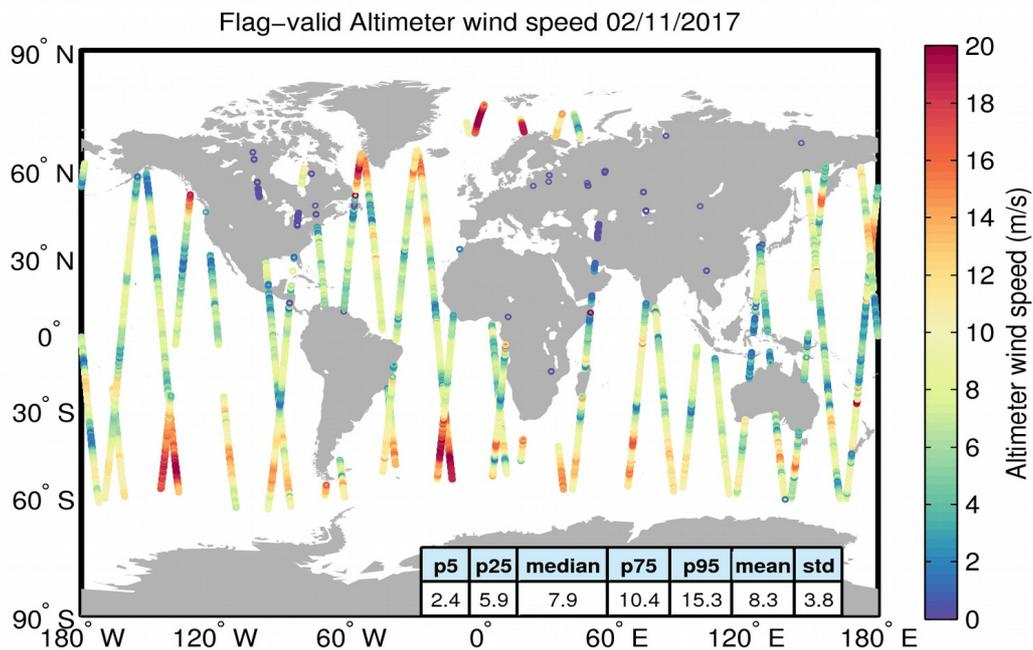 Flag−valid Altimeter wind speed 02/11/2017
90° N
60° N
30° N
0°
30° S
60° S
90° S
180° W
120° W
60° W
0°
60° E
120° E
180° E
p5 p25 median p75 p95 mean std
2.4 5.9 7.9 10.4 15.3 8.3 3.8
20
18
16
14
12
10
8
6
4
2
0
Altimeter wind speed (m/s)